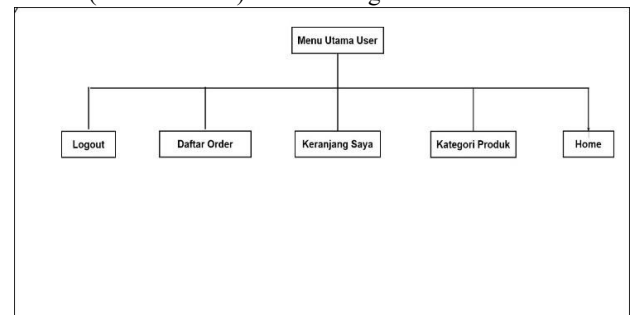 Menu Utama User
Logout
Daftar Order
Keranjang Saya
Kategori Produk
Home